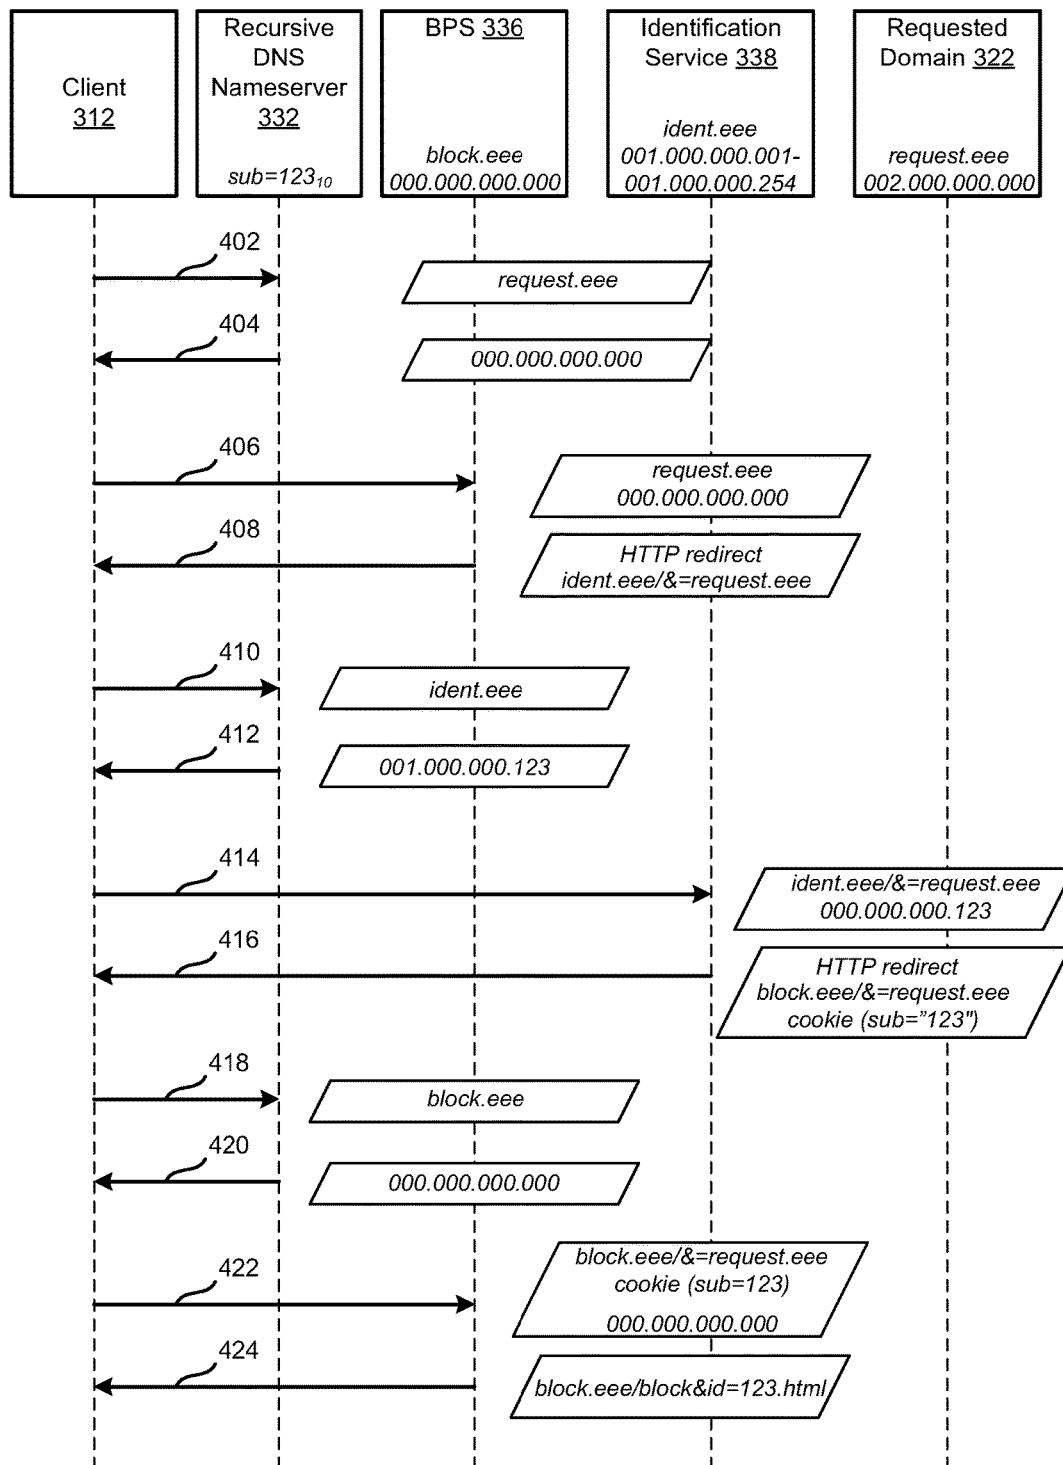 Client
312
Recursive
DNS
Nameserver
332
sub=123₁₀
BPS 336
block.eee
000.000.000.000
Identification
Service 338
ident.eee
001.000.000.001-
001.000.000.254
Requested
Domain 322
request.eee
002.000.000.000
402
request.eee
404
000.000.000.000
406
request.eee
000.000.000.000
408
HTTP redirect
ident.eee/&=request.eee
410
ident.eee
412
001.000.000.123
414
ident.eee/&=request.eee
000.000.000.123
416
HTTP redirect
block.eee/&=request.eee
cookie (sub=”123")
418
block.eee
420
000.000.000.000
422
block.eee/&=request.eee
cookie (sub=123)
000.000.000.000
424
block.eee/block&id=123.html